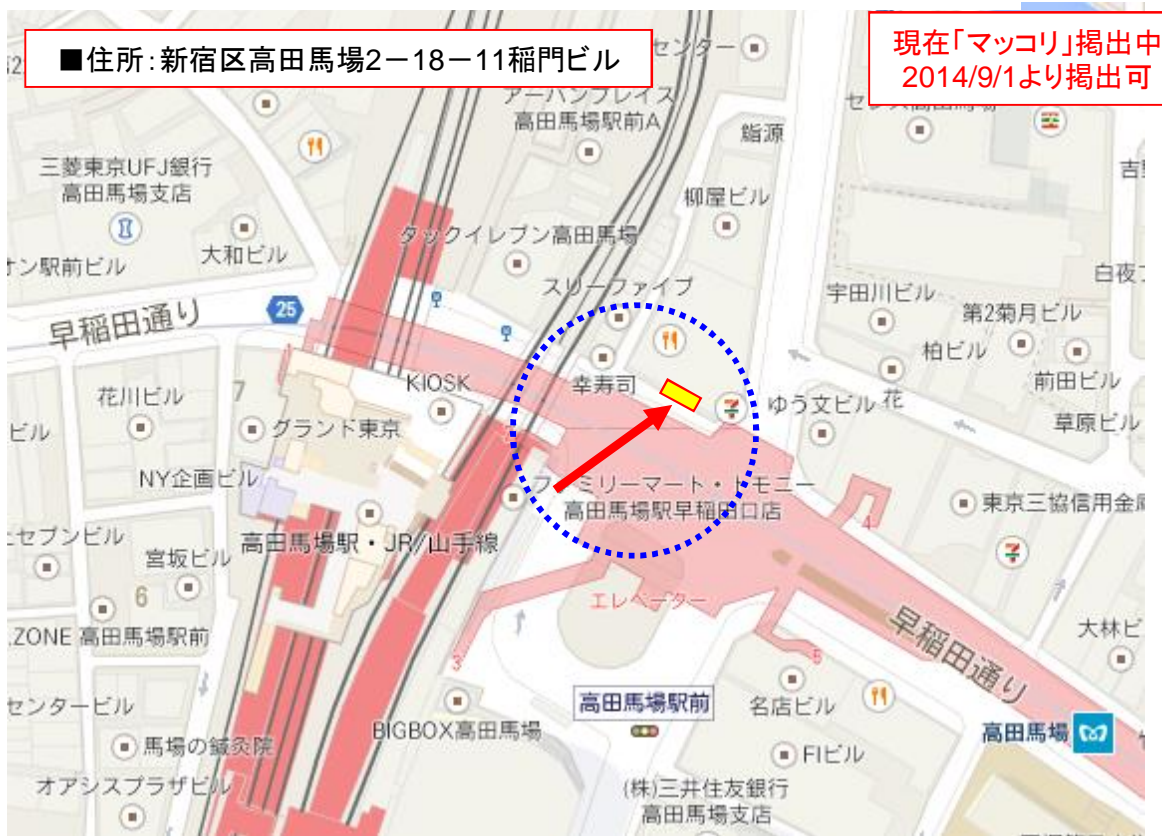 ■住所：新宿区高田馬場2－18－11稲門ビル
現在「マッコリ」掲出中
2014/9/1より掲出可
センター
アーバンプレイス
高田馬場駅前A
鮨源
三菱東京UFJ銀行
高田馬場支店
柳屋ビル
大和ビル
タックイレブン高田馬場
オン駅前ビル
スリーファイブ
宇田川ビル
第2菊月ビル
早稲田通り
25
柏ビル
前田ビル
KIOSK
幸寿司
花川ビル
7
ゆう文ビル
花
草原ビル
ビル
グランド東京
NY企画ビル
ファミリーマート・トモニー
高田馬場駅早稲田口店
4
東京三協信用金庫
セブンビル
高田馬場駅・JR/山手線
宮坂ビル
6
エレベーター
大林ビ
ZONE 高田馬場駅前
早稲田通り
3
5
センタービル
高田馬場駅前
名店ビル
BIGBOX高田馬場
高田馬場
馬場の鍼灸院
FIビル
オアシスプラザビル
(株)三井住友銀行
高田馬場支店